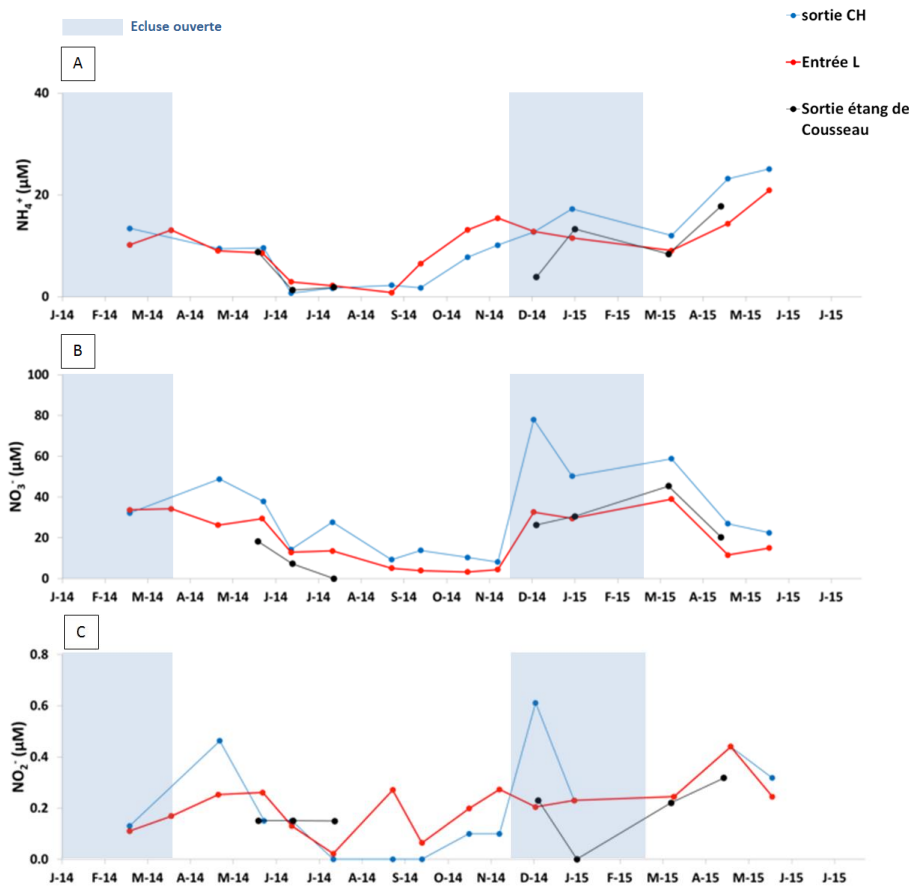 Ecluse ouverte
sortie CH
Entrée L
Sortie étang de
Cousseau
A
NH₄⁺ (µM)
40
20
0
J-14 F-14 M-14 A-14 M-14 J-14 J-14 A-14 S-14 O-14 N-14 D-14 J-15 F-15 M-15 A-15 M-15 J-15 J-15
B
NO₃⁻ (µM)
100
80
60
40
20
0
J-14 F-14 M-14 A-14 M-14 J-14 J-14 A-14 S-14 O-14 N-14 D-14 J-15 F-15 M-15 A-15 M-15 J-15 J-15
C
NO₂⁻ (µM)
0.8
0.6
0.4
0.2
0.0
J-14 F-14 M-14 A-14 M-14 J-14 J-14 A-14 S-14 O-14 N-14 D-14 J-15 F-15 M-15 A-15 M-15 J-15 J-15